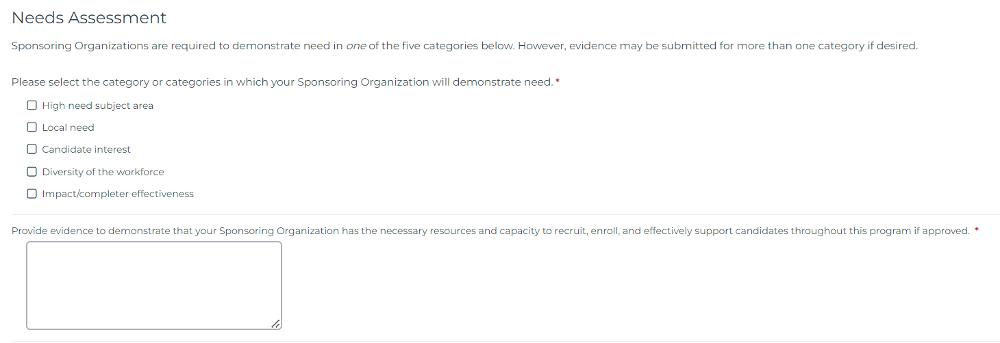 Needs Assessment
Sponsoring Organizations are required to demonstrate need in one of the five categories below. However, evidence may be submitted for more than one category if desired.
Please select the category or categories in which your Sponsoring Organization will demonstrate need. *
High need subject area
Local need
Candidate interest
Diversity of the workforce
Impact/completer effectiveness
Provide evidence to demonstrate that your Sponsoring Organization has the necessary resources and capacity to recruit, enroll, and effectively support candidates throughout this program if approved. *